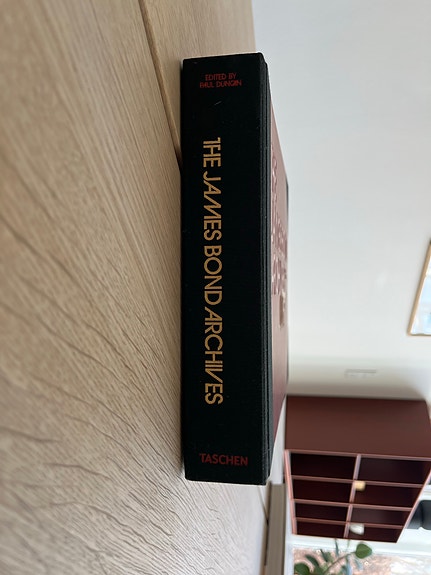 EDITED BY
PAUL DUNCAN
THE JAMES BOND ARCHIVES
TASCHEN